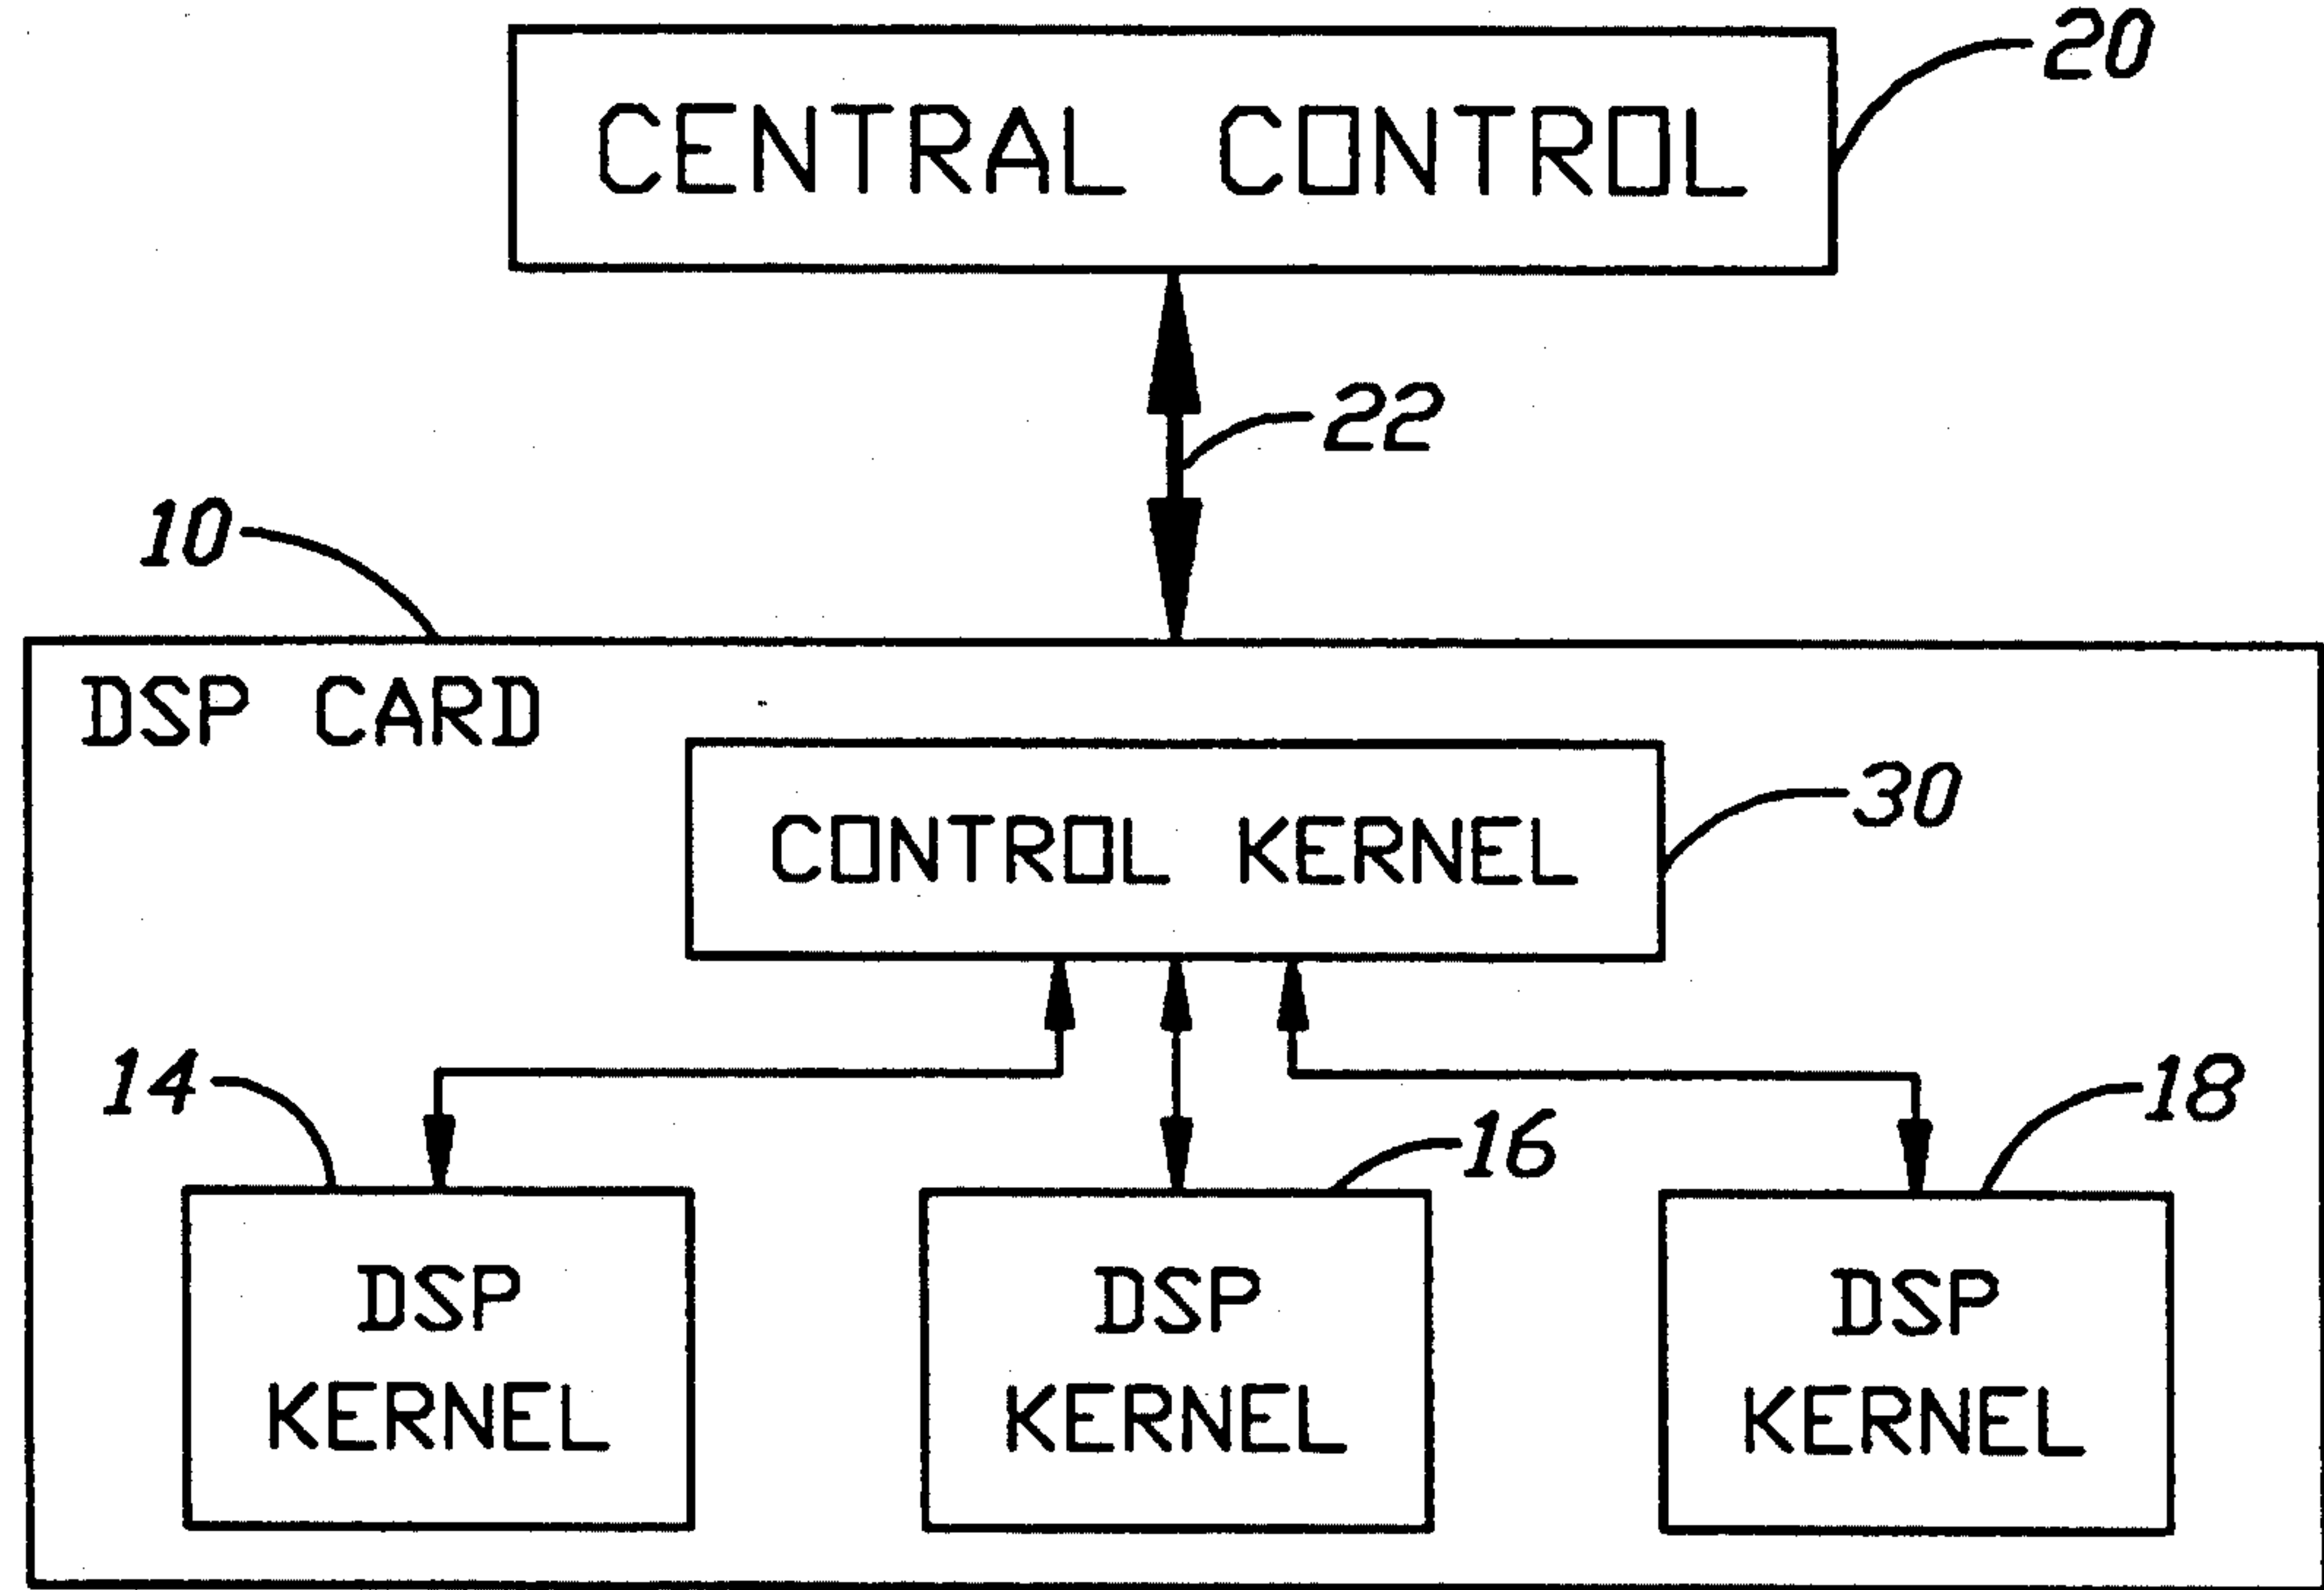 CENTRAL CONTROL
20
22
10
DSP CARD
CONTROL KERNEL
30
14
16
18
DSP
KERNEL
DSP
KERNEL
DSP
KERNEL